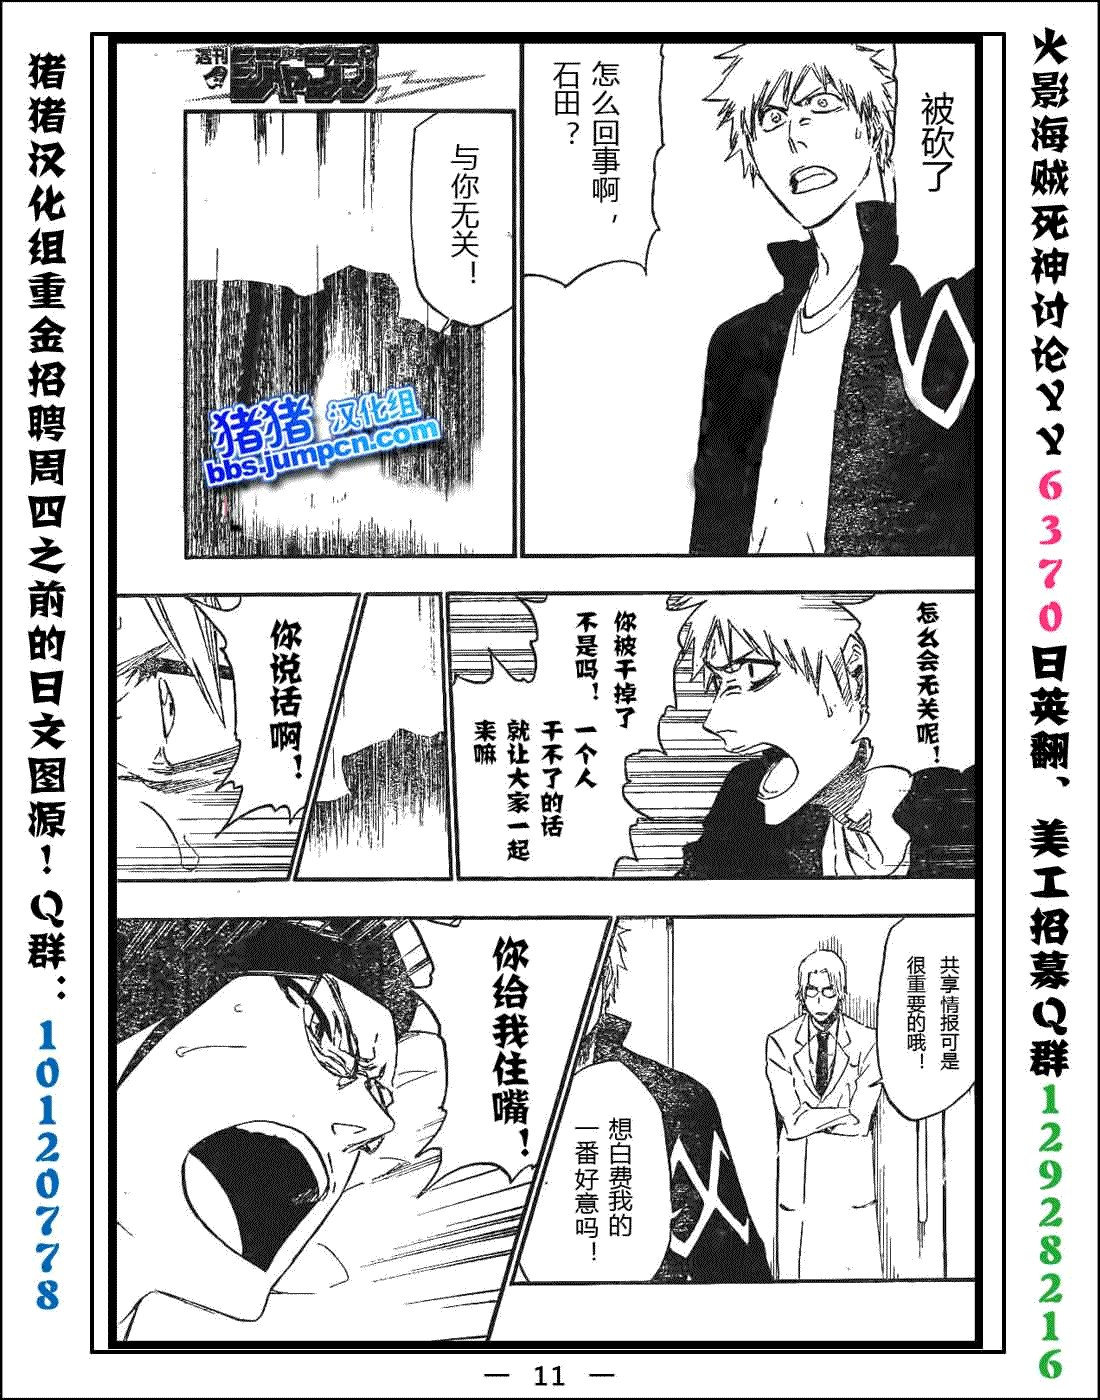 火影海贼死神讨论YY6370日英翻、美工招募Q群12928216
被砍了
怎么回事啊，
石田？
週刊
ジャンプ
与你无关！
猪猪 汉化组
bbs.jumpcn.com
怎么会无关呢！
你被干掉了
不是吗！
一个人
干不了的话
就让大家一起
来嘛
你说话啊！
共享情报可是
很重要的哦！
想白费我的
一番好意吗！
你给我住嘴！
猪猪汉化组重金招聘周四之前的日文图源！Q群：101207778
— 11 —